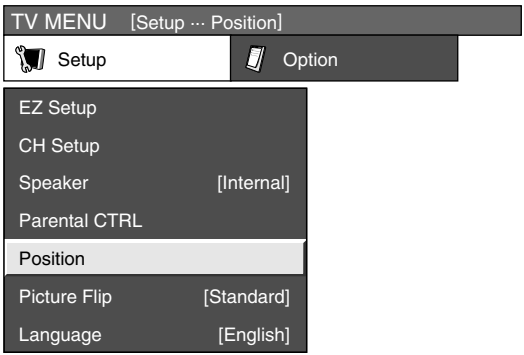 TV MENU [Setup ··· Position]
Setup Option
EZ Setup
CH Setup
Speaker [Internal]
Parental CTRL
Position
Picture Flip [Standard]
Language [English]